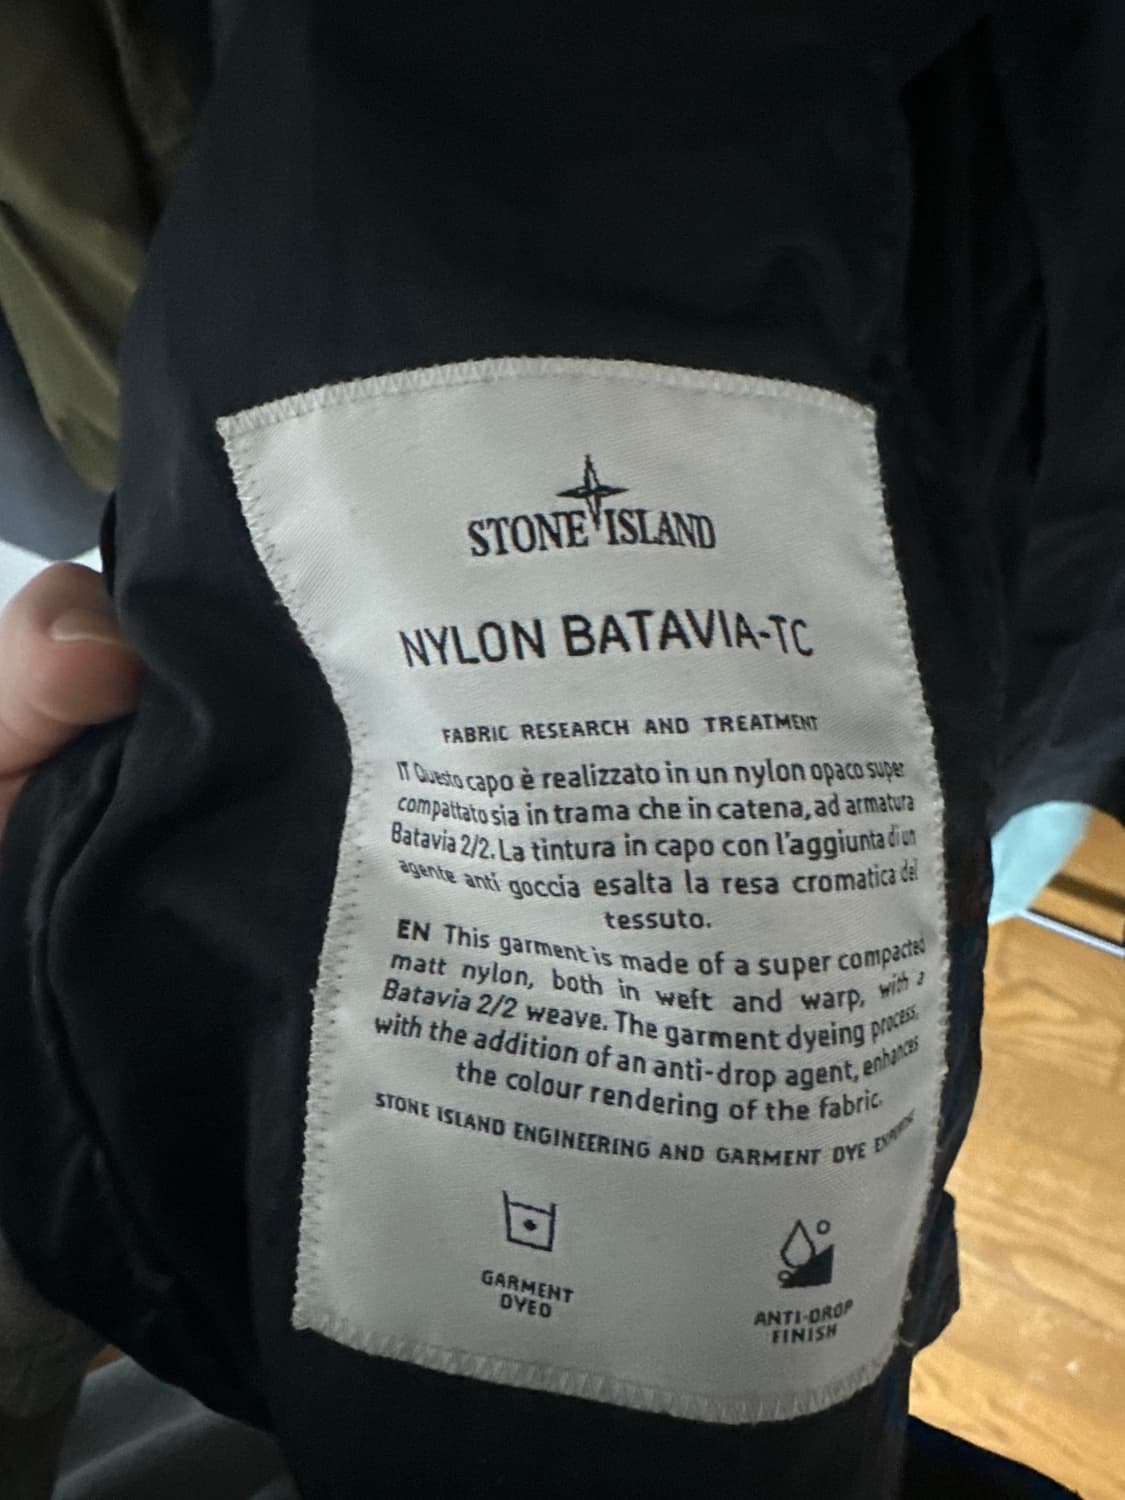 STONE ISLAND
NYLON BATAVIA-TC
FABRIC RESEARCH AND TREATMENT
IT Questo capo è realizzato in un nylon opaco super
compattato sia in trama che in catena, ad armatura
Batavia 2/2. La tintura in capo con l'aggiunta di un
agente anti goccia esalta la resa cromatica del
tessuto.
EN This garment is made of a super compacted
matt nylon, both in weft and warp, with a
Batavia 2/2 weave. The garment dyeing process,
with the addition of an anti-drop agent, enhances
the colour rendering of the fabric.
STONE ISLAND ENGINEERING AND GARMENT DYE EXPERTISE
GARMENT
DYED
ANTI-DROP
FINISH